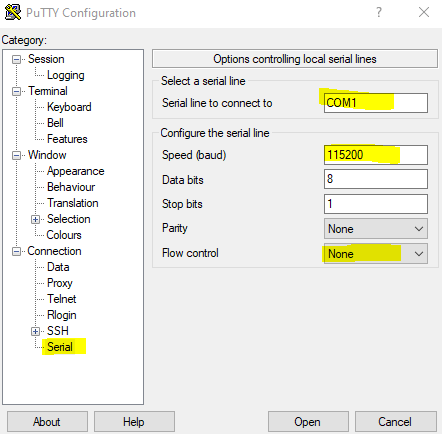 PuTTY Configuration
?
Category:
Session
Logging
Terminal
Keyboard
Bell
Features
Window
Appearance
Behaviour
Translation
Selection
Colours
Connection
Data
Proxy
Telnet
Rlogin
SSH
Serial
Options controlling local serial lines
Select a serial line
Serial line to connect to COM1
Configure the serial line
Speed (baud) 115200
Data bits 8
Stop bits 1
Parity None
Flow control None
About Help Open Cancel